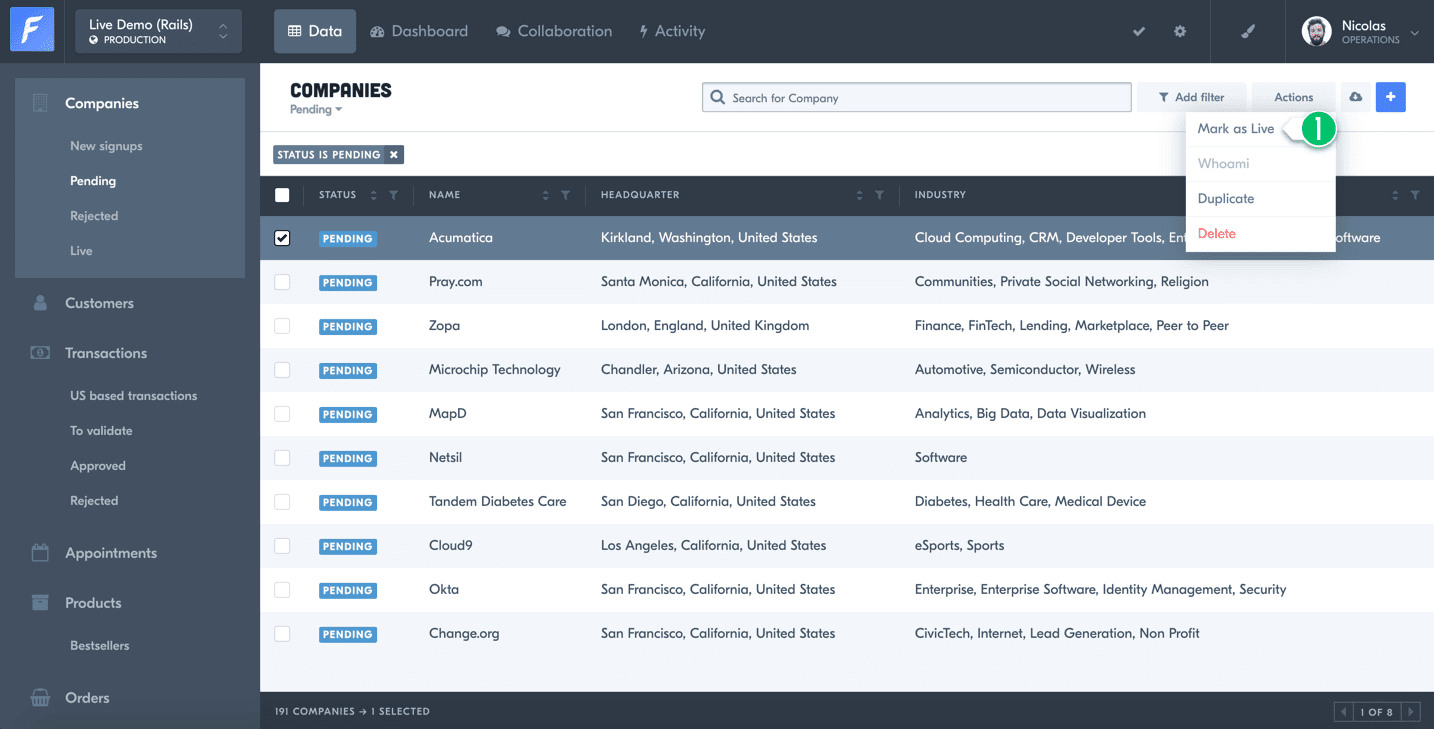 Live Demo (Rails)
PRODUCTION
Data
Dashboard
Collaboration
Activity
Nicolas
OPERATIONS
Companies
New signups
Pending
Rejected
Live
Customers
Transactions
US based transactions
To validate
Approved
Rejected
Appointments
Products
Bestsellers
Orders
COMPANIES
Pending
Search for Company
Add filter
Actions
+
Mark as Live
1
Whoami
Duplicate
Delete
STATUS IS PENDING x
STATUS NAME HEADQUARTER INDUSTRY
PENDING Acumatica Kirkland, Washington, United States Cloud Computing, CRM, Developer Tools,
PENDING Pray.com Santa Monica, California, United States Communities, Private Social Networking, Religion
PENDING Zopa London, England, United Kingdom Finance, FinTech, Lending, Marketplace, Peer to Peer
PENDING Microchip Technology Chandler, Arizona, United States Automotive, Semiconductor, Wireless
PENDING MapD San Francisco, California, United States Analytics, Big Data, Data Visualization
PENDING Netsil San Francisco, California, United States Software
PENDING Tandem Diabetes Care San Diego, California, United States Diabetes, Health Care, Medical Device
PENDING Cloud9 Los Angeles, California, United States eSports, Sports
PENDING Okta San Francisco, California, United States Enterprise, Enterprise Software, Identity Management, Security
PENDING Change.org San Francisco, California, United States CivicTech, Internet, Lead Generation, Non Profit
191 COMPANIES → 1 SELECTED
1 OF 8